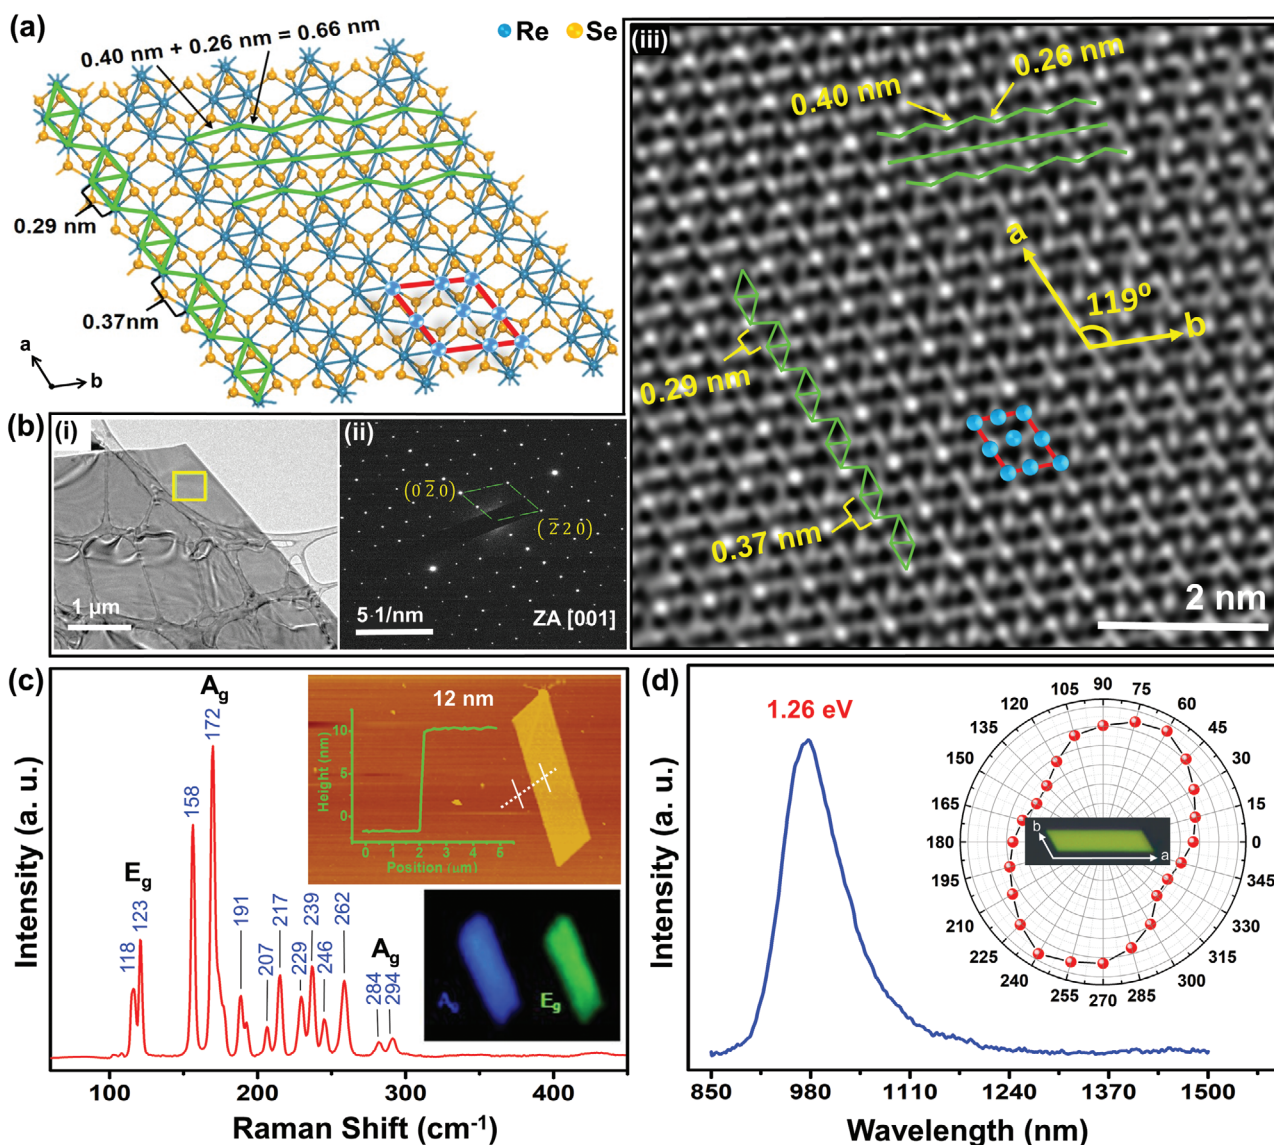 (a)
0.40 nm + 0.26 nm = 0.66 nm
Re
Se
0.29 nm
0.37nm
a
b
(b)
(i)
1 µm
(ii)
(0 2̅ 0)
(2̅ 2 0)
5 1/nm
ZA [001]
(iii)
0.40 nm
0.26 nm
a
119º
b
0.29 nm
0.37 nm
2 nm
(c)
Intensity (a. u.)
Eg
118
123
158
Ag
172
191
207
217
229
239
246
262
Ag
284
294
12 nm
Height (nm)
10
5
0
0 1 2 3 4 5
Position (µm)
Ag
Eg
100 200 300 400
Raman Shift (cm-1)
(d)
Intensity (a. u.)
1.26 eV
105 90 75
120 60
135 45
150 30
165 15
180 0
195 345
210 330
225 315
240 300
255 270 285
b
a
850 980 1110 1240 1370 1500
Wavelength (nm)